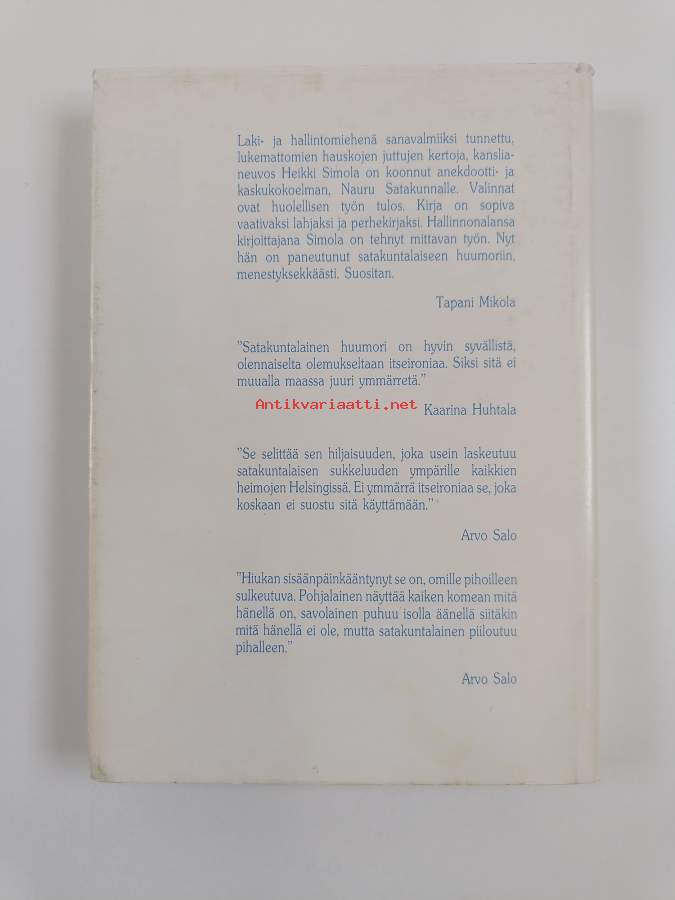 Laki- ja hallintomiehenä sanavalmiiksi tunnettu,
lukemattomien hauskojen juttujen kertoja, kanslia-
neuvos Heikki Simola on koonnut anekdootti- ja
kaskukokoelman, Nauru Satakunnalle. Valinnat
ovat huolellisen työn tulos. Kirja on sopiva
vaativaksi lahjaksi ja perhekirjaksi. Hallinnonalansa
kirjoittajana Simola on tehnyt mittavan työn. Nyt
hän on paneutunut satakuntalaiseen huumoriin,
menestyksekkäästi. Suositan.
Tapani Mikola
"Satakuntalainen huumori on hyvin syvällistä,
olennaiselta olemukseltaan itseironiaa. Siksi sitä ei
muualla maassa juuri ymmärretä."
Antikvariaatti.net
Kaarina Huhtala
"Se selittää sen hiljaisuuden, joka usein laskeutuu
satakuntalaisen sukkeluuden ympärille kaikkien
heimojen Helsingissä. Ei ymmärrä itseironiaa se, joka
koskaan ei suostu sitä käyttämään."
Arvo Salo
"Hiukan sisäänpäinkääntynyt se on, omille pihoilleen
sulkeutuva. Pohjalainen näyttää kaiken komean mitä
hänellä on, savolainen puhuu isolla äänellä siitäkin
mitä hänellä ei ole, mutta satakuntalainen piiloutuu
pihalleen."
Arvo Salo